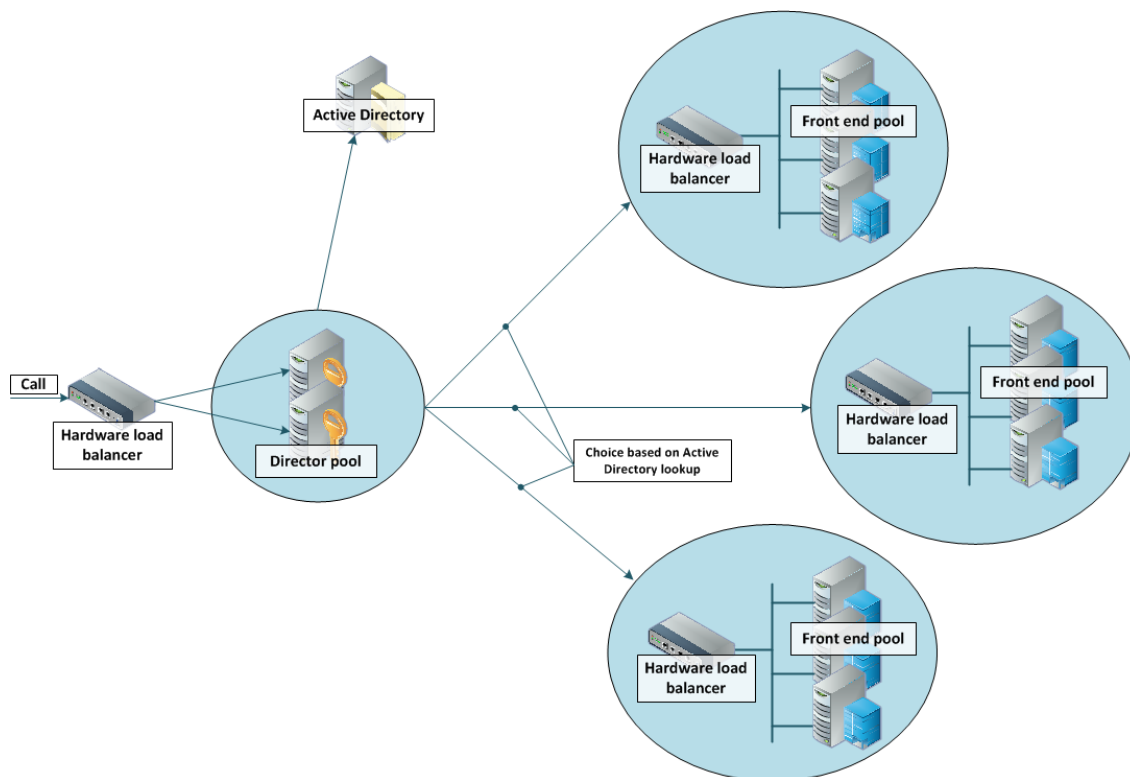 Active Directory
Front end pool
Hardware load
balancer
Front end pool
Hardware load
balancer
Call
Hardware load
balancer
Director pool
Choice based on Active
Directory lookup
Front end pool
Hardware load
balancer